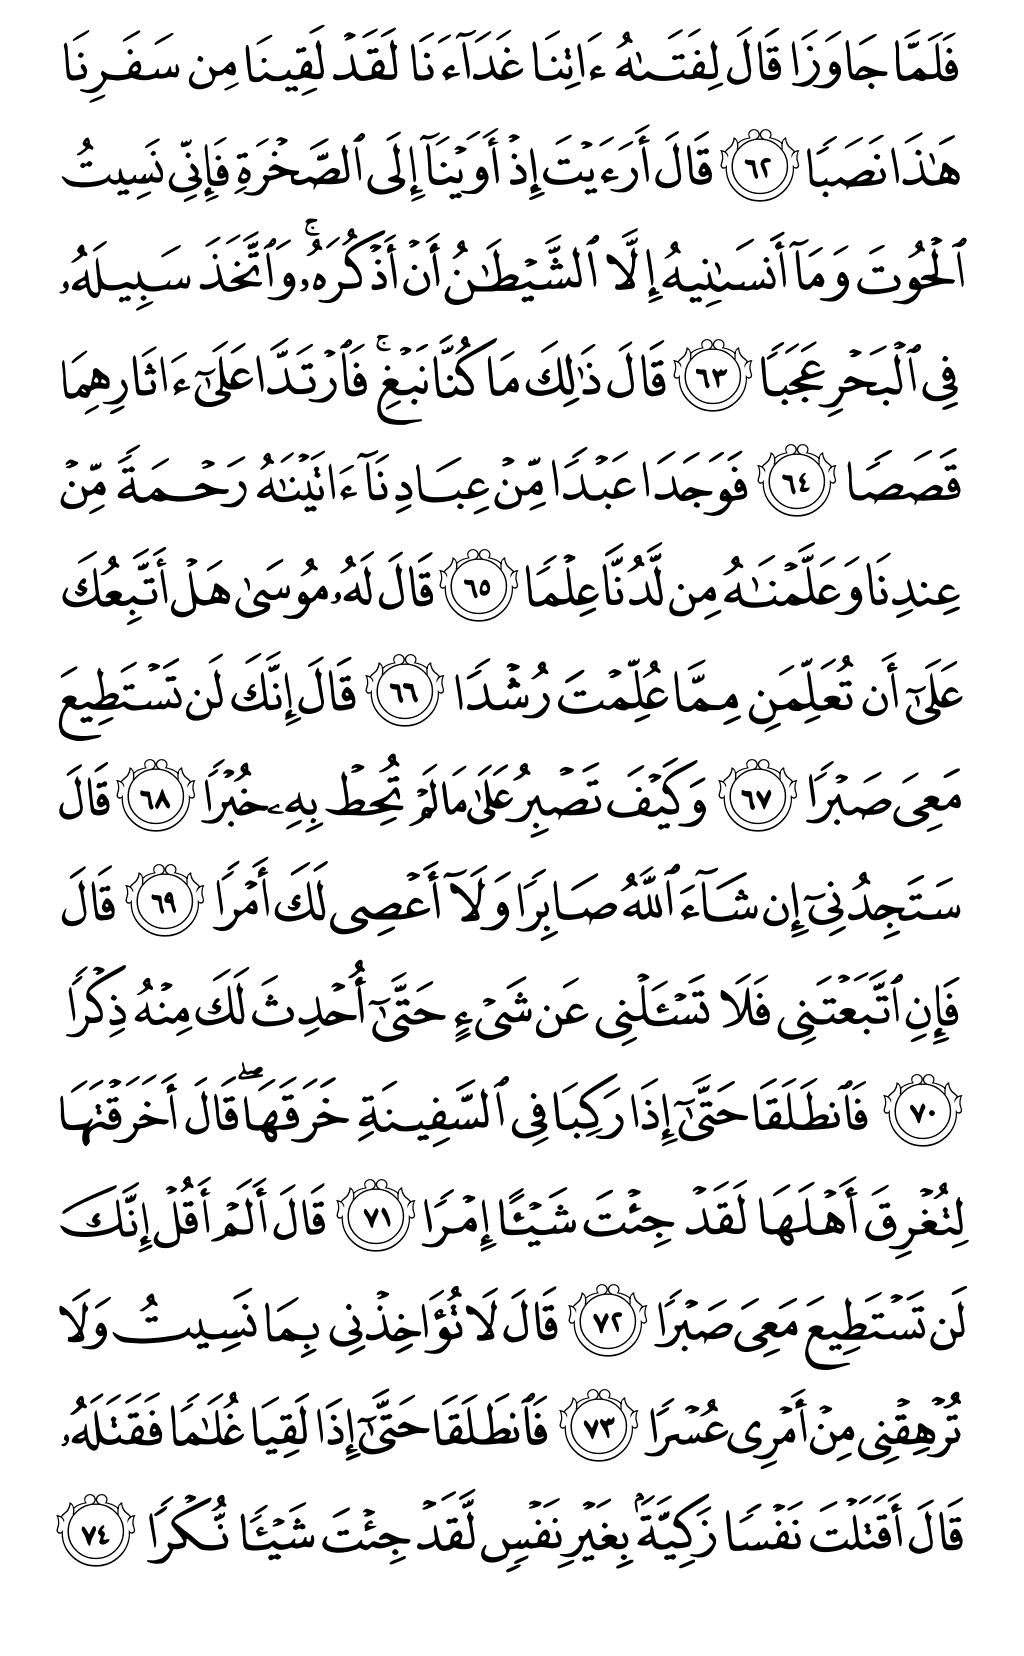 فَلَمَّا جَاوَزَا قَالَ لِفَتَىٰهُ ءَاتِنَا غَدَآءَنَا لَقَدْ لَقِينَا مِن سَفَرِنَا
هَٰذَا نَصَبًا ٦٢ قَالَ أَرَءَيْتَ إِذْ أَوَيْنَآ إِلَى ٱلصَّخْرَةِ فَإِنِّى نَسِيتُ
ٱلْحُوتَ وَمَآ أَنسَىٰنِيهُ إِلَّا ٱلشَّيْطَٰنُ أَنْ أَذْكُرَهُۥ ۚ وَٱتَّخَذَ سَبِيلَهُۥ
فِى ٱلْبَحْرِ عَجَبًا ٦٣ قَالَ ذَٰلِكَ مَا كُنَّا نَبْغِ ۚ فَٱرْتَدَّا عَلَىٰٓ ءَاثَارِهِمَا
قَصَصًا ٦٤ فَوَجَدَا عَبْدًا مِّنْ عِبَادِنَآ ءَاتَيْنَٰهُ رَحْمَةً مِّنْ
عِندِنَا وَعَلَّمْنَٰهُ مِن لَّدُنَّا عِلْمًا ٦٥ قَالَ لَهُۥ مُوسَىٰ هَلْ أَتَّبِعُكَ
عَلَىٰٓ أَن تُعَلِّمَنِ مِمَّا عُلِّمْتَ رُشْدًا ٦٦ قَالَ إِنَّكَ لَن تَسْتَطِيعَ
مَعِىَ صَبْرًا ٦٧ وَكَيْفَ تَصْبِرُ عَلَىٰ مَا لَمْ تُحِطْ بِهِۦ خُبْرًا ٦٨ قَالَ
سَتَجِدُنِىٓ إِن شَآءَ ٱللَّهُ صَابِرًا وَلَآ أَعْصِى لَكَ أَمْرًا ٦٩ قَالَ
فَإِنِ ٱتَّبَعْتَنِى فَلَا تَسْـَٔلْنِى عَن شَىْءٍ حَتَّىٰٓ أُحْدِثَ لَكَ مِنْهُ ذِكْرًا
٧٠ فَٱنطَلَقَا حَتَّىٰٓ إِذَا رَكِبَا فِى ٱلسَّفِينَةِ خَرَقَهَا ۖ قَالَ أَخَرَقْتَهَا
لِتُغْرِقَ أَهْلَهَا لَقَدْ جِئْتَ شَيْـًٔا إِمْرًا ٧١ قَالَ أَلَمْ أَقُلْ إِنَّكَ
لَن تَسْتَطِيعَ مَعِىَ صَبْرًا ٧٢ قَالَ لَا تُؤَاخِذْنِى بِمَا نَسِيتُ وَلَا
تُرْهِقْنِى مِنْ أَمْرِى عُسْرًا ٧٣ فَٱنطَلَقَا حَتَّىٰٓ إِذَا لَقِيَا غُلَٰمًا فَقَتَلَهُۥ
قَالَ أَقَتَلْتَ نَفْسًا زَكِيَّةًۢ بِغَيْرِ نَفْسٍ لَّقَدْ جِئْتَ شَيْـًٔا نُّكْرًا ٧٤